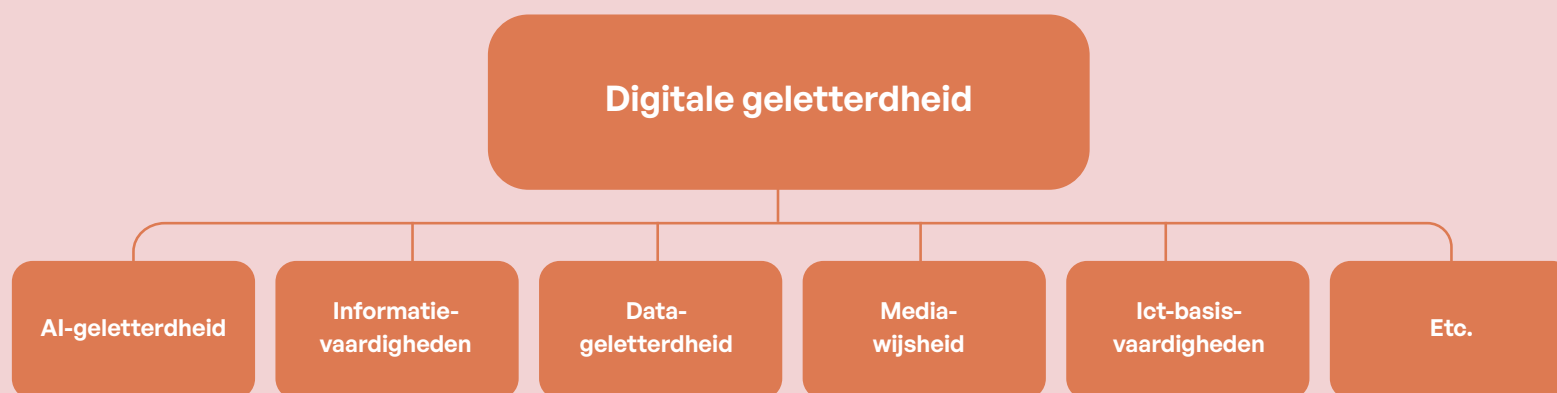 Digitale geletterdheid
AI-geletterdheid
Informatie-
vaardigheden
Data-
geletterdheid
Media-
wijsheid
Ict-basis-
vaardigheden
Etc.